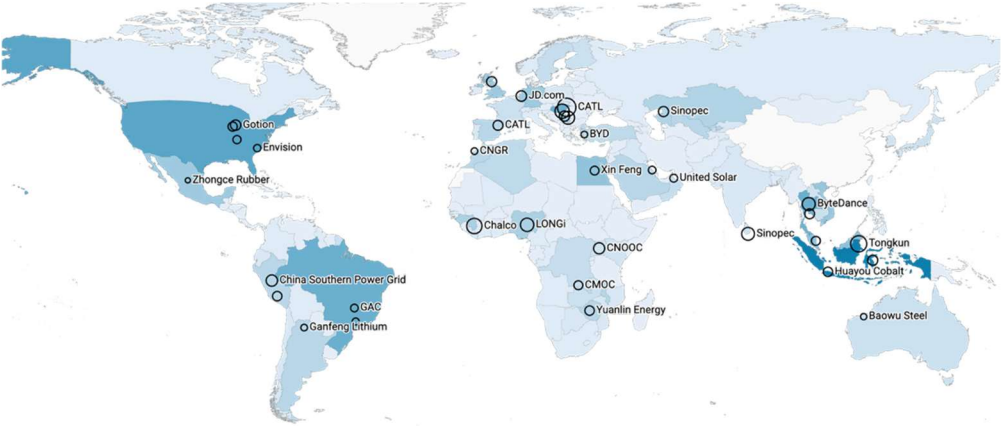 JD.com
CATL
Sinopec
Gotion
CATL
BYD
Envision
CNGR
Xin Feng
United Solar
Zhongce Rubber
ByteDance
Chalco
LONGi
Sinopec
CNOOC
Tongkun
Huayou Cobalt
China Southern Power Grid
CMOC
GAC
Yuanlin Energy
Baowu Steel
Ganfeng Lithium